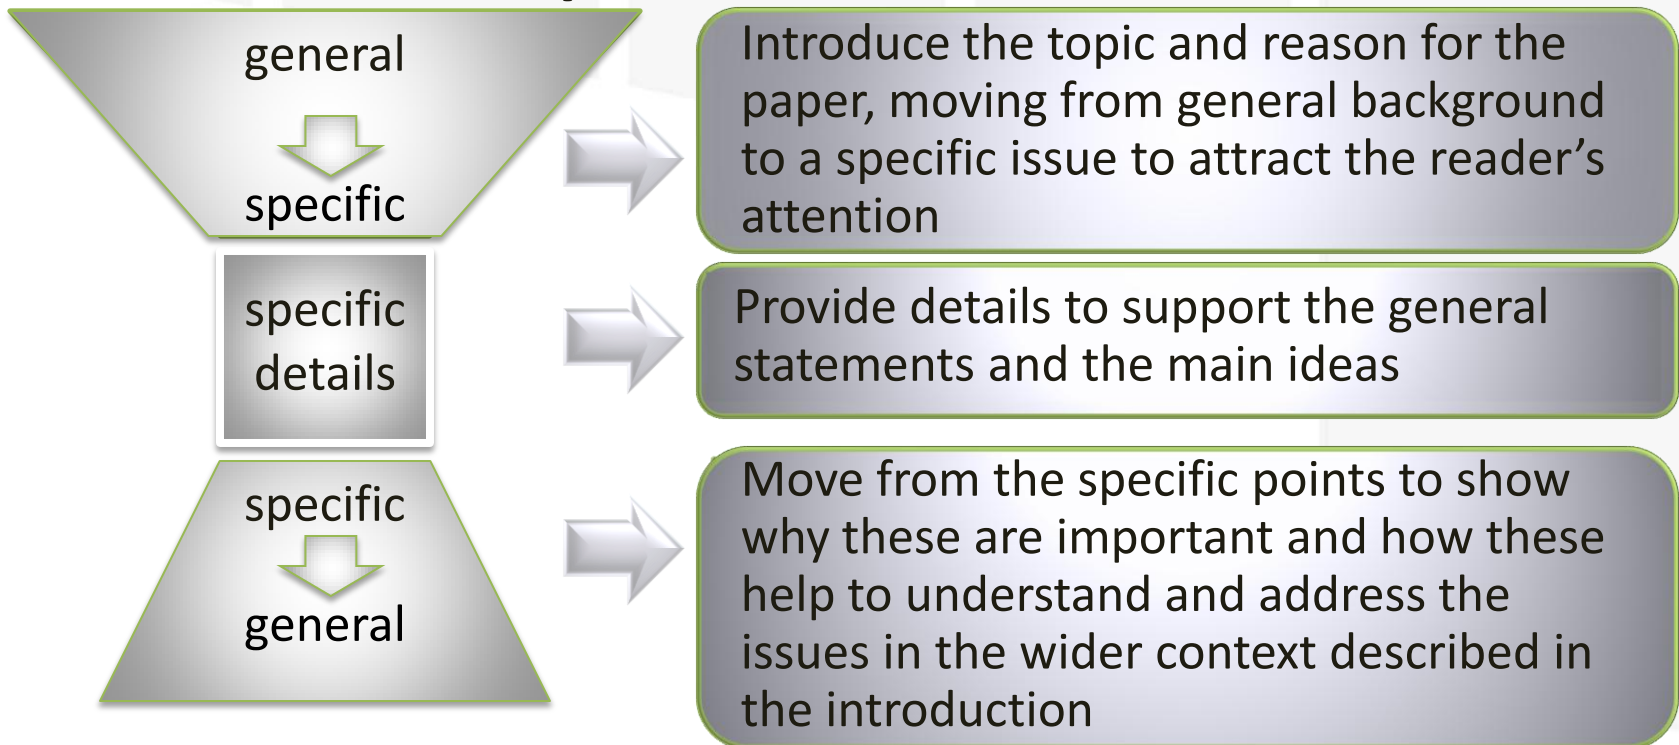 general
specific
Introduce the topic and reason for the
paper, moving from general background
to a specific issue to attract the reader’s
attention
specific
details
Provide details to support the general
statements and the main ideas
specific
general
Move from the specific points to show
why these are important and how these
help to understand and address the
issues in the wider context described in
the introduction